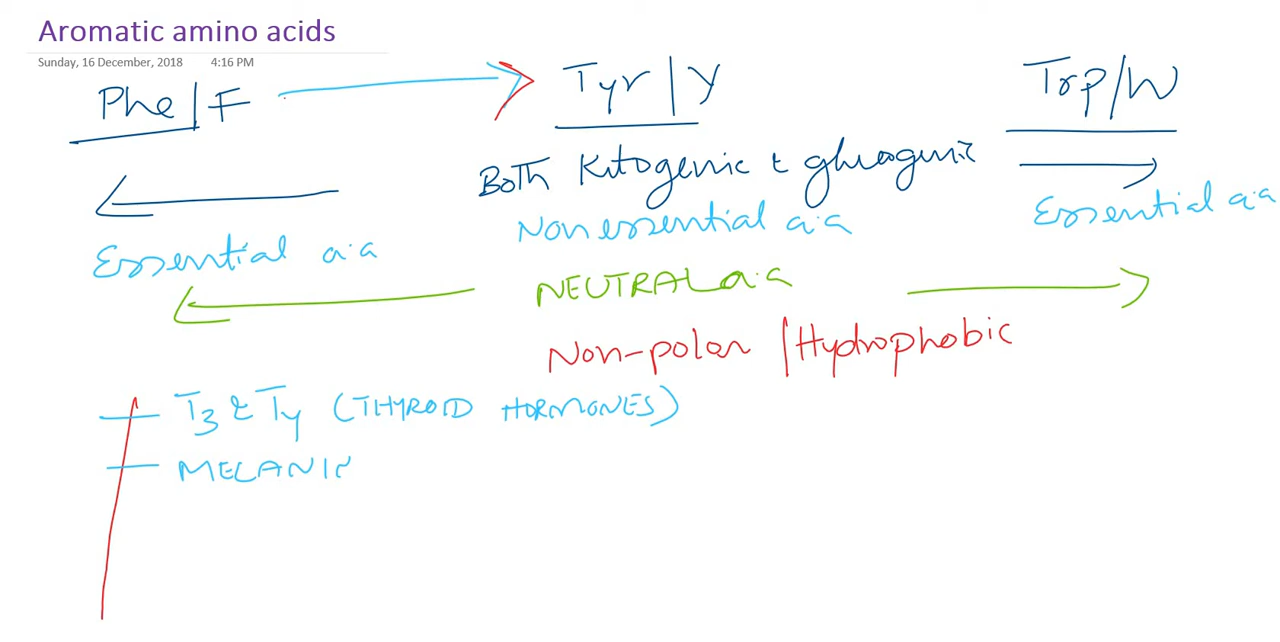 Aromatic amino acids
Sunday, 16 December, 2018 4:16 PM
Phe/F Tyr/Y Trp/W
Both Kitogenic & glucogenic
Essential a.a Non essential a.a Essential a.a
NEUTRAL a.a
Non-polar / Hydrophobic
T3 & T4 (THYROID HORMONES)
MELANIN